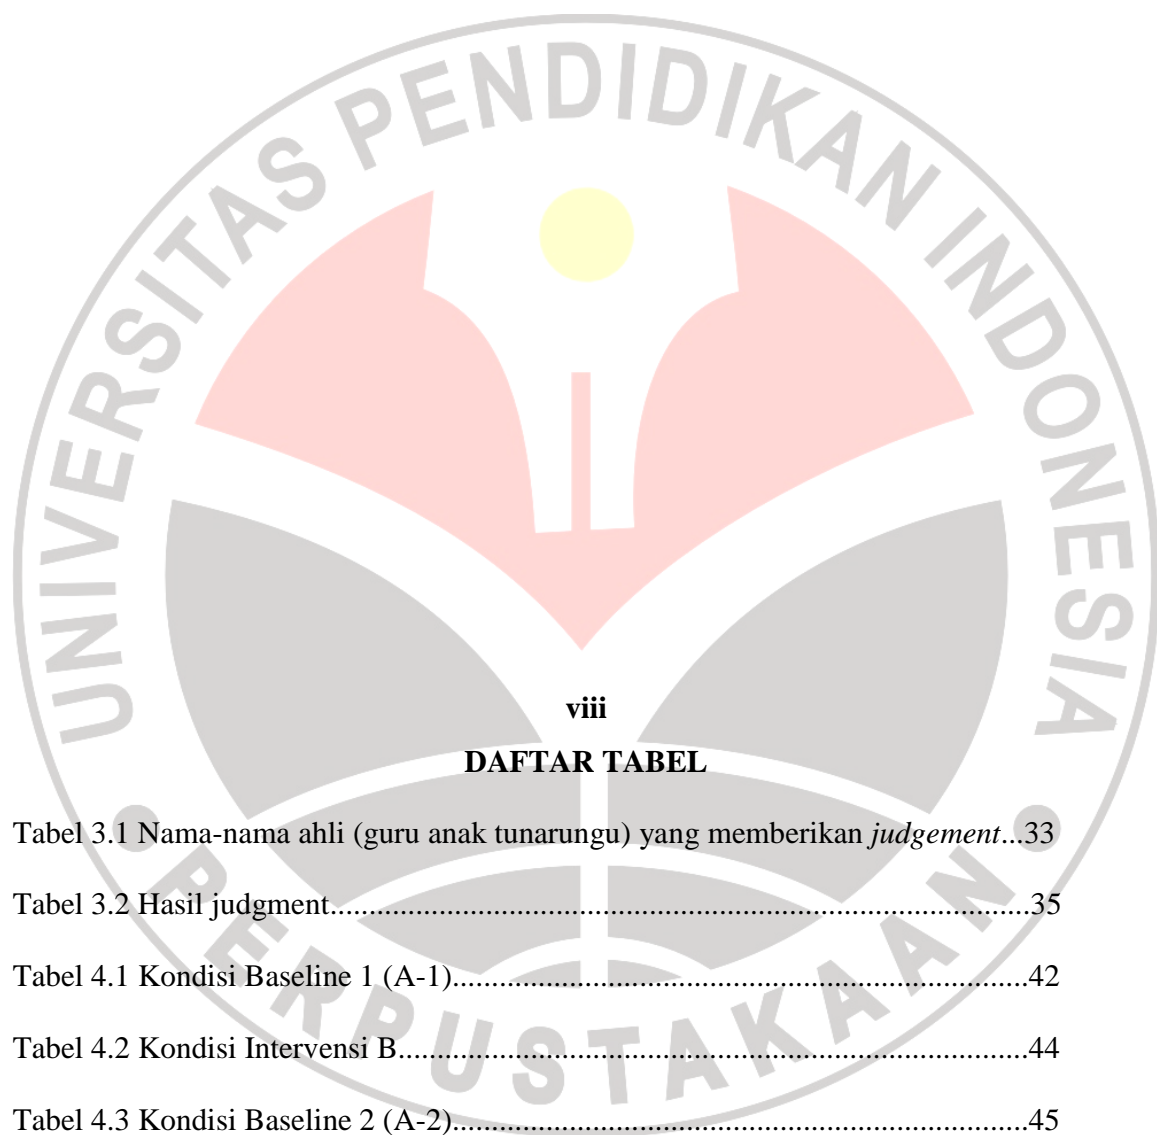 UNIVERSITAS PENDIDIKAN INDONESIA
viii
DAFTAR TABEL
Tabel 3.1 Nama-nama ahli (guru anak tunarungu) yang memberikan judgement...33
Tabel 3.2 Hasil judgment..........................................................................................35
Tabel 4.1 Kondisi Baseline 1 (A-1)..........................................................................42
Tabel 4.2 Kondisi Intervensi B.................................................................................44
Tabel 4.3 Kondisi Baseline 2 (A-2)..........................................................................45
PERPUSTAKAAN